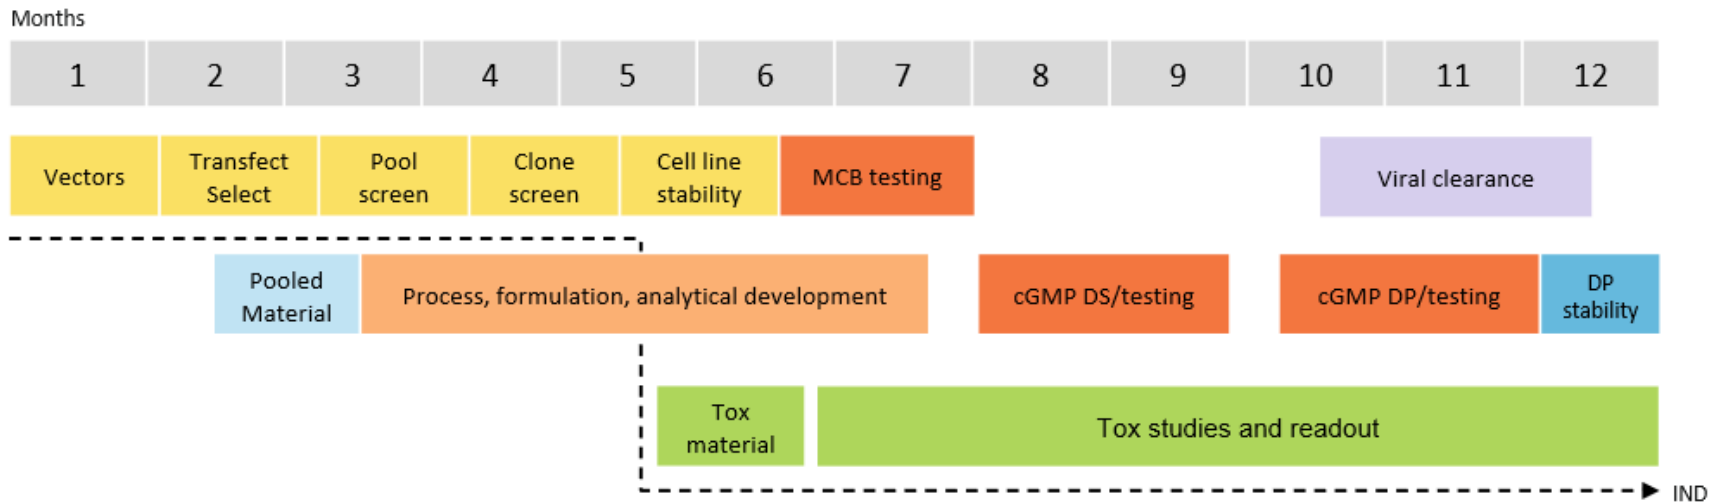 Months
1 2 3 4 5 6 7 8 9 10 11 12
Vectors
Transfect
Select
Pool
screen
Clone
screen
Cell line
stability
MCB testing
Viral clearance
Pooled
Material
Process, formulation, analytical development
cGMP DS/testing
cGMP DP/testing
DP
stability
Tox
material
Tox studies and readout
IND